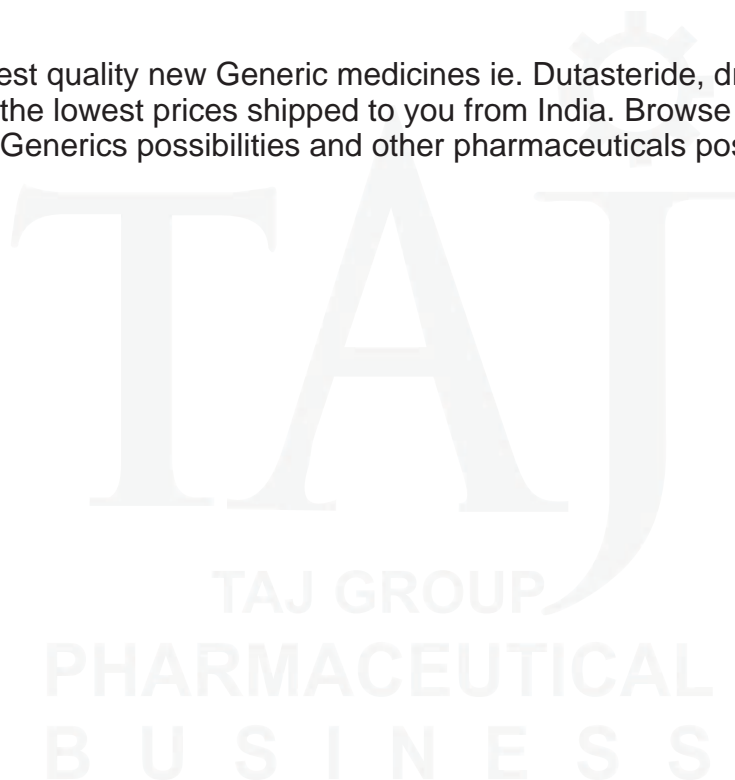 est quality new Generic medicines ie. Dutasteride,
the lowest prices shipped to you from India. Browse
Generics possibilities and other pharmaceuticals
TAJ
TAJ GROUP
PHARMACEUTICAL
BUSINESS